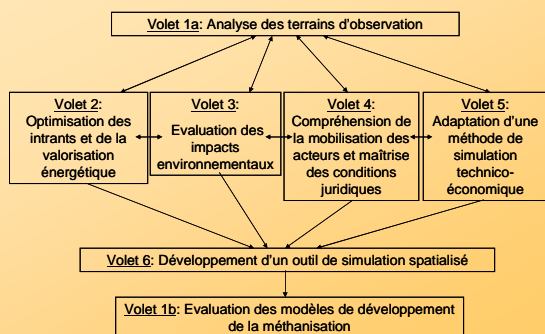 Volet 1a: Analyse des terrains d'observation
Volet 2:
Optimisation des
intrants et de la
valorisation
énergétique
Volet 3:
Evaluation des
impacts
environnementaux
Volet 4:
Compréhension de
la mobilisation des
acteurs et maîtrise
des conditions
juridiques
Volet 5:
Adaptation d'une
méthode de
simulation
technico-
économique
Volet 6: Développement d'un outil de simulation spatialisé
Volet 1b: Evaluation des modèles de développement
de la méthanisation